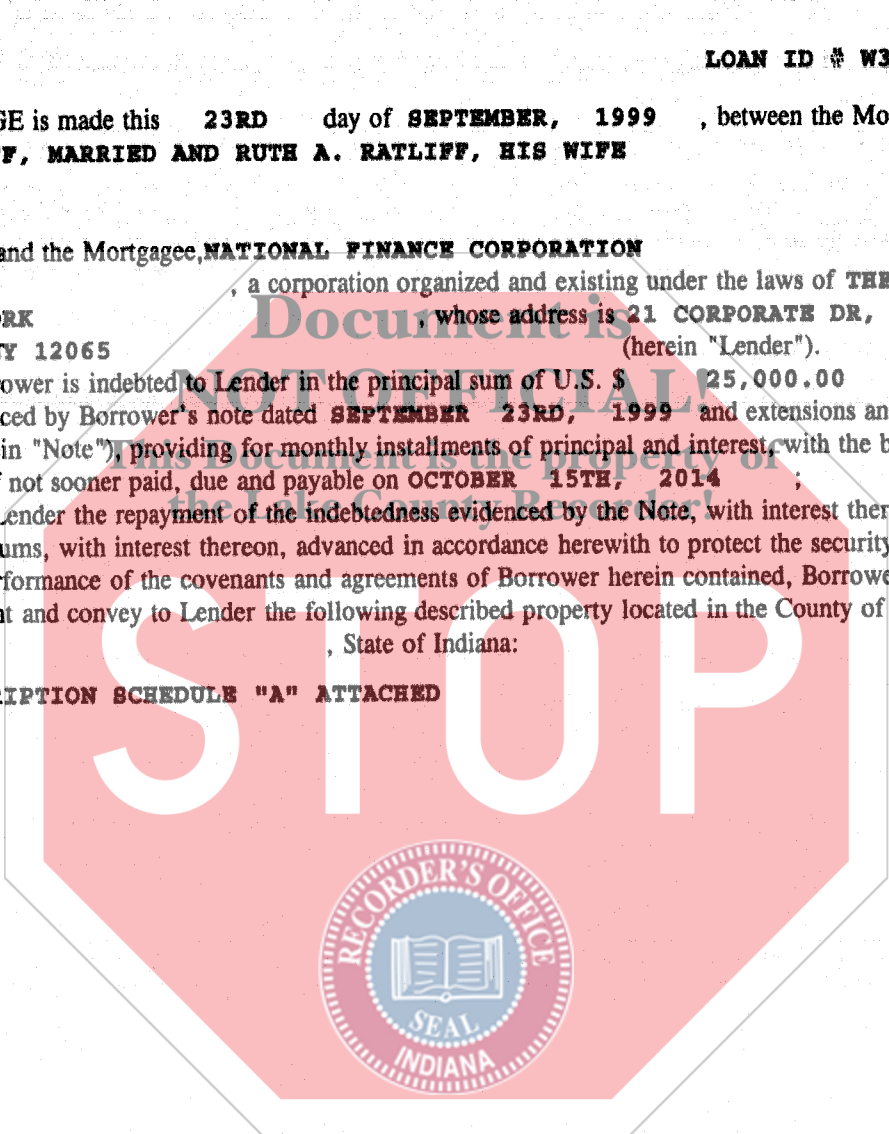 LOAN ID # W3
GE is made this 23RD day of SEPTEMBER, 1999 , between the Mo
F, MARRIED AND RUTH A. RATLIFF, HIS WIFE
and the Mortgagee, NATIONAL FINANCE CORPORATION
, a corporation organized and existing under the laws of THE
ORK , whose address is 21 CORPORATE DR,
TY 12065 (herein "Lender").
rower is indebted to Lender in the principal sum of U.S. $ 25,000.00
ced by Borrower's note dated SEPTEMBER 23RD, 1999 and extensions an
in "Note"), providing for monthly installments of principal and interest, with the b
f not sooner paid, due and payable on OCTOBER 15TH, 2014 ;
Lender the repayment of the indebtedness evidenced by the Note, with interest ther
ums, with interest thereon, advanced in accordance herewith to protect the security
rformance of the covenants and agreements of Borrower herein contained, Borrowe
nt and convey to Lender the following described property located in the County of
, State of Indiana:
RIPTION SCHEDULE "A" ATTACHED
Document is
NOT OFFICIAL!
This Document is the property of
the Lake County Recorder!
STOP
RECORDER'S OFFICE
SEAL
INDIANA